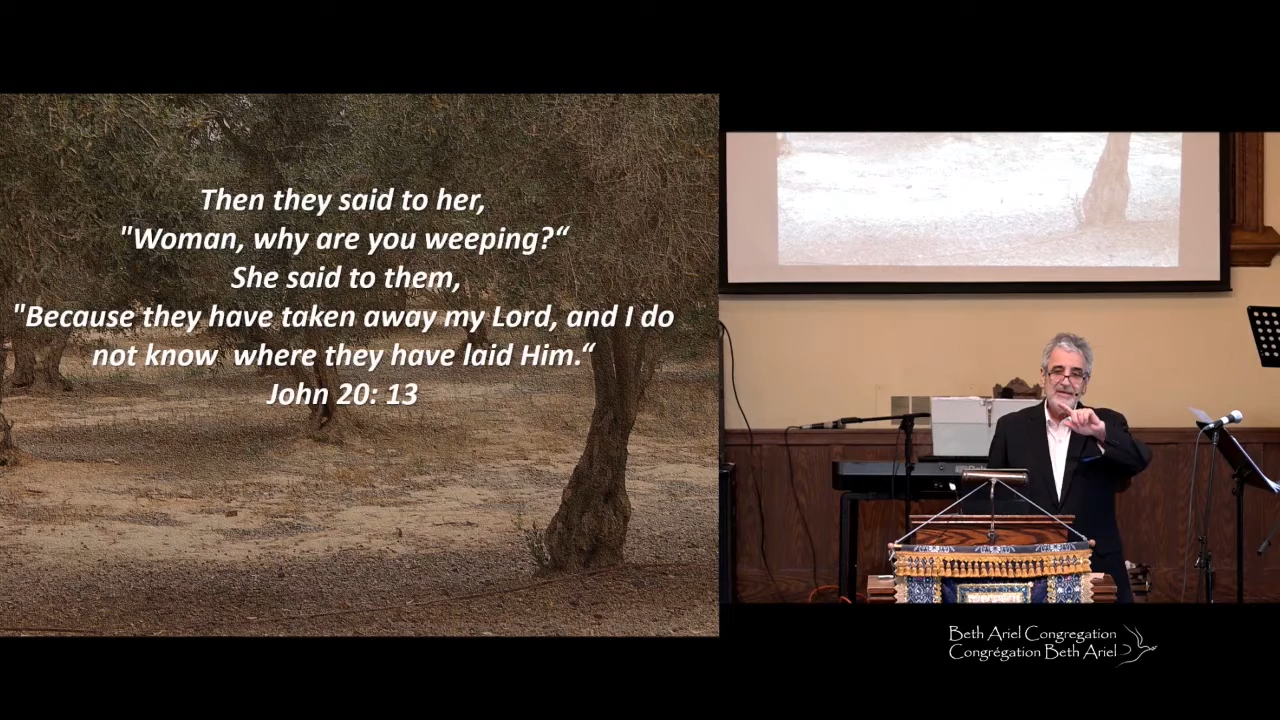 Then they said to her,
"Woman, why are you weeping?“
She said to them,
"Because they have taken away my Lord, and I do
not know  where they have laid Him.“
John 20: 13
Beth Ariel Congregation
Congrégation Beth Ariel